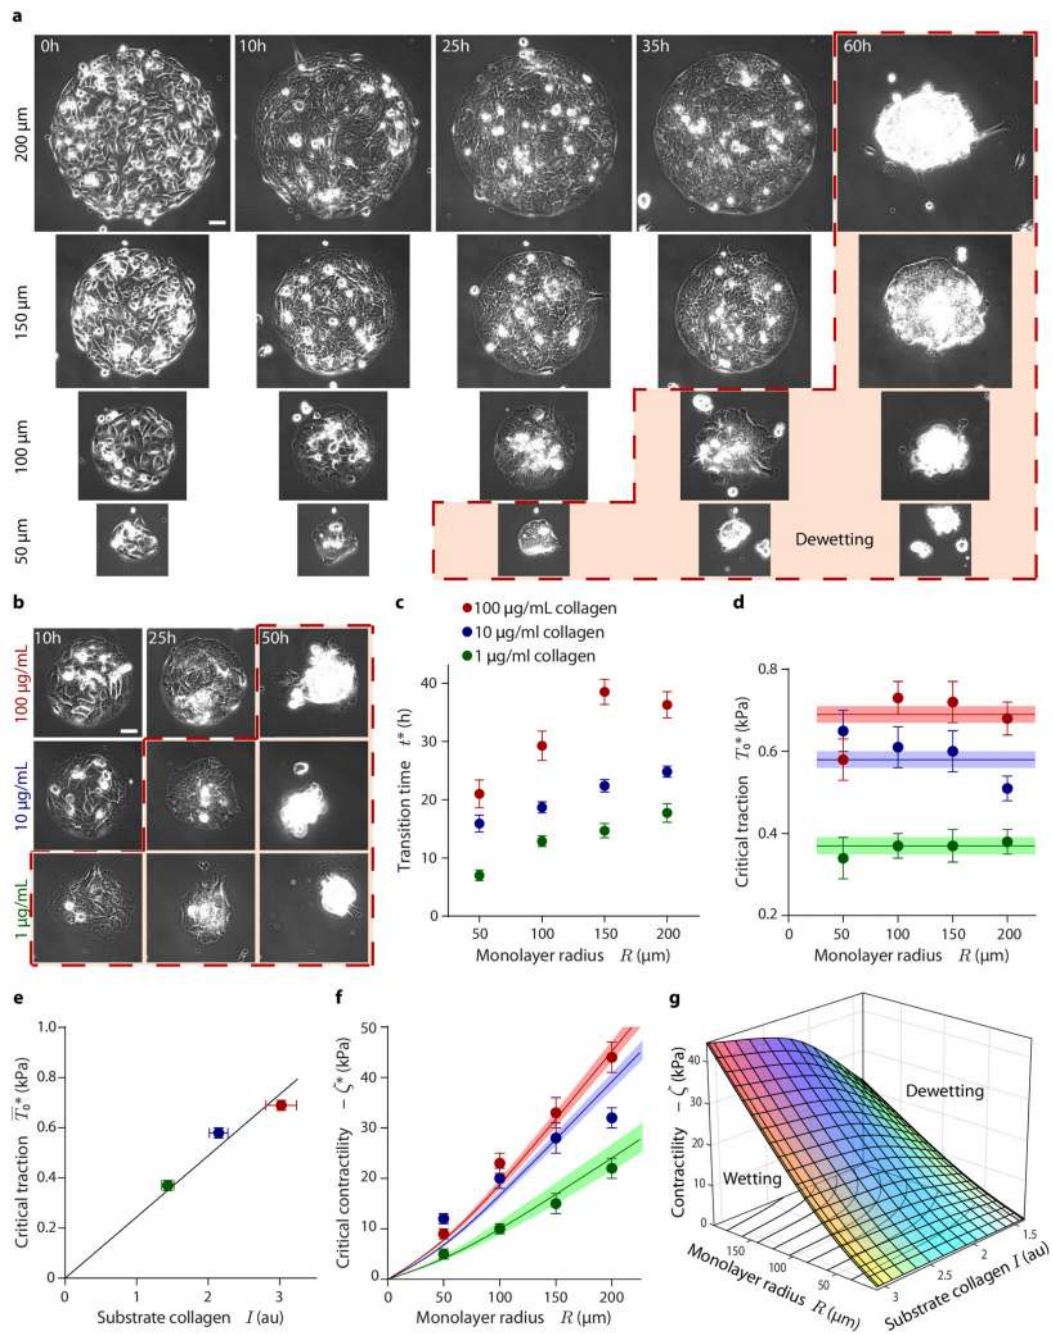 a
0h 10h 25h 35h 60h
200 µm
150 µm
100 µm
50 µm
Dewetting
b
10h 25h 50h
100 µg/mL
10 µg/mL
1 µg/mL
c
100 µg/mL collagen
10 µg/ml collagen
1 µg/ml collagen
Transition time t* (h)
40
30
20
10
0
50 100 150 200
Monolayer radius R (µm)
d
Critical traction T₀* (kPa)
0.8
0.6
0.4
0.2
0 50 100 150 200
Monolayer radius R (µm)
e
Critical traction T̅₀* (kPa)
1.0
0.8
0.6
0.4
0.2
0
0 1 2 3
Substrate collagen I (au)
f
Critical contractility − ζ* (kPa)
50
40
30
20
10
0
0 50 100 150 200
Monolayer radius R (µm)
g
Contractility − ζ (kPa)
40
30
20
10
0
Dewetting
Wetting
150 100 50
Monolayer radius R (µm)
3 2.5 2 1.5
Substrate collagen I (au)